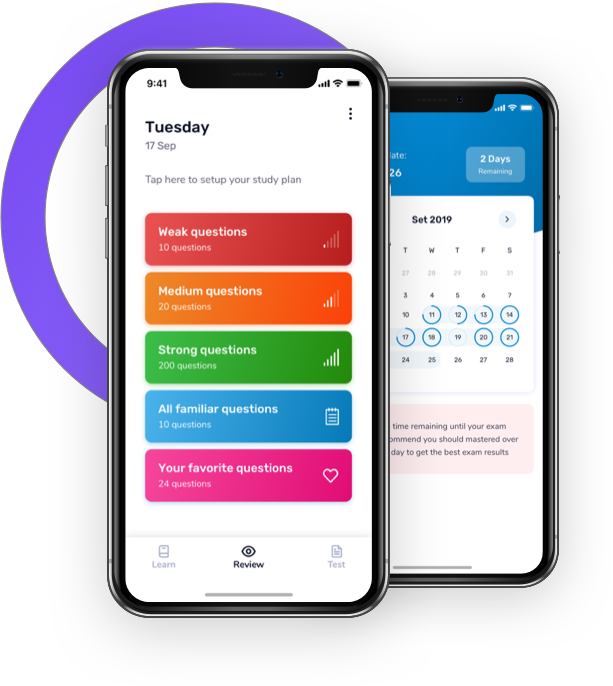 9:41
Tuesday
17 Sep
Tap here to setup your study plan
Weak questions
10 questions
Medium questions
20 questions
Strong questions
200 questions
All familiar questions
10 questions
Your favorite questions
24 questions
Learn
Review
Test
26
2 Days
Remaining
Set 2019
T W T F S
27 28 29 30 31
3 4 5 6 7
10 11 12 13 14
17 18 19 20 21
24 25 26 27 28
time remaining until your exam
you should mastered over
day to get the best exam results